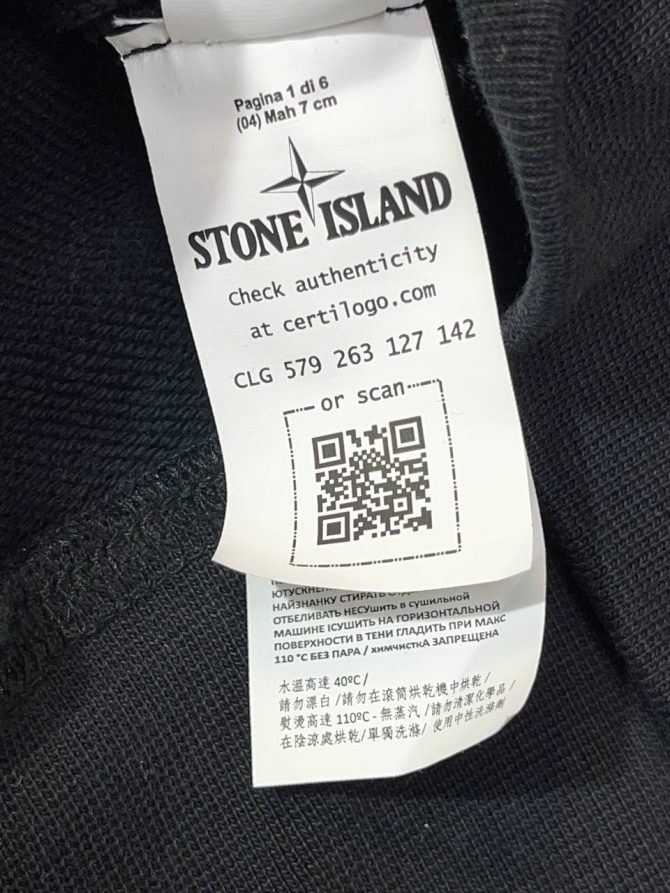 Pagina 1 di 6
(04) Mah 7 cm
STONE ISLAND
Check authenticity
at certilogo.com
CLG 579 263 127 142
or scan
НАЙЗНАНКУ СТИРАТЬ
ОТБЕЛИВАТЬ НЕСУШИТЬ в сушильной
МАШИНЕ IСУШИТЬ НА ГОРИЗОНТАЛЬНОЙ
ПОВЕРХНОСТИ В ТЕНИ ГЛАДИТЬ ПРИ МАКС
110 °C БЕЗ ПАРА / химчистка ЗАПРЕЩЕНА
水溫高達 40ºC /
請勿漂白 /請勿在滾筒烘乾機中烘乾/
熨燙高達 110ºC - 無蒸汽 /請勿清潔化學品 /
在陰涼處烘乾/單獨洗滌/ 使用中性洗滌劑